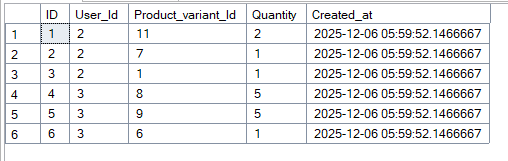 ID User_Id Product_variant_Id Quantity Created_at
1 1 2 11 2 2025-12-06 05:59:52.1466667
2 2 2 7 1 2025-12-06 05:59:52.1466667
3 3 2 1 1 2025-12-06 05:59:52.1466667
4 4 3 8 5 2025-12-06 05:59:52.1466667
5 5 3 9 5 2025-12-06 05:59:52.1466667
6 6 3 6 1 2025-12-06 05:59:52.1466667